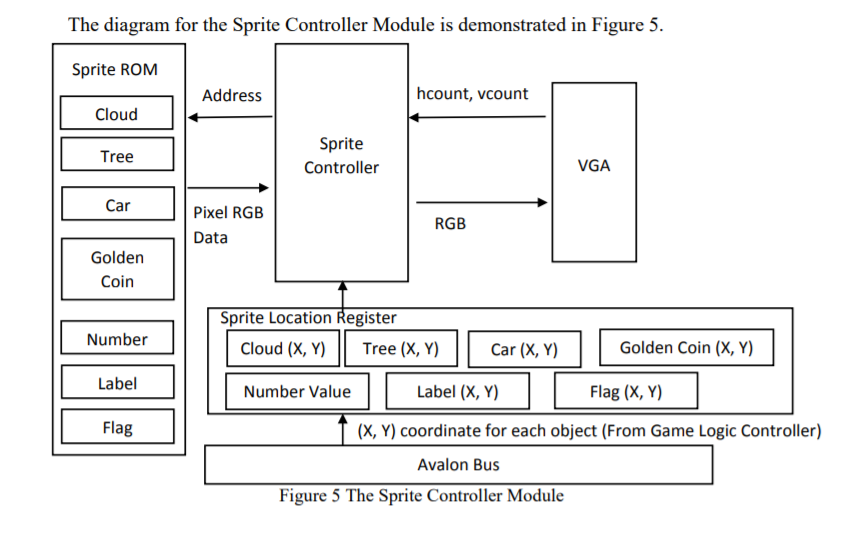 The diagram for the Sprite Controller Module is demonstrated in Figure 5.
Sprite ROM
Cloud
Tree
Car
Golden
Coin
Number
Label
Flag
Address
Pixel RGB
Data
Sprite
Controller
hcount, vcount
RGB
VGA
Sprite Location Register
Cloud (X, Y)
Tree (X, Y)
Car (X, Y)
Golden Coin (X, Y)
Number Value
Label (X, Y)
Flag (X, Y)
(X, Y) coordinate for each object (From Game Logic Controller)
Avalon Bus
Figure 5 The Sprite Controller Module